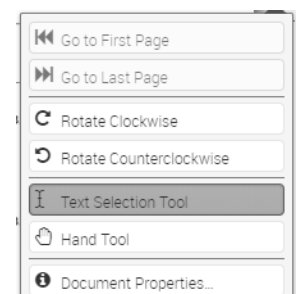 Go to First Page
Go to Last Page
Rotate Clockwise
Rotate Counterclockwise
Text Selection Tool
Hand Tool
Document Properties...